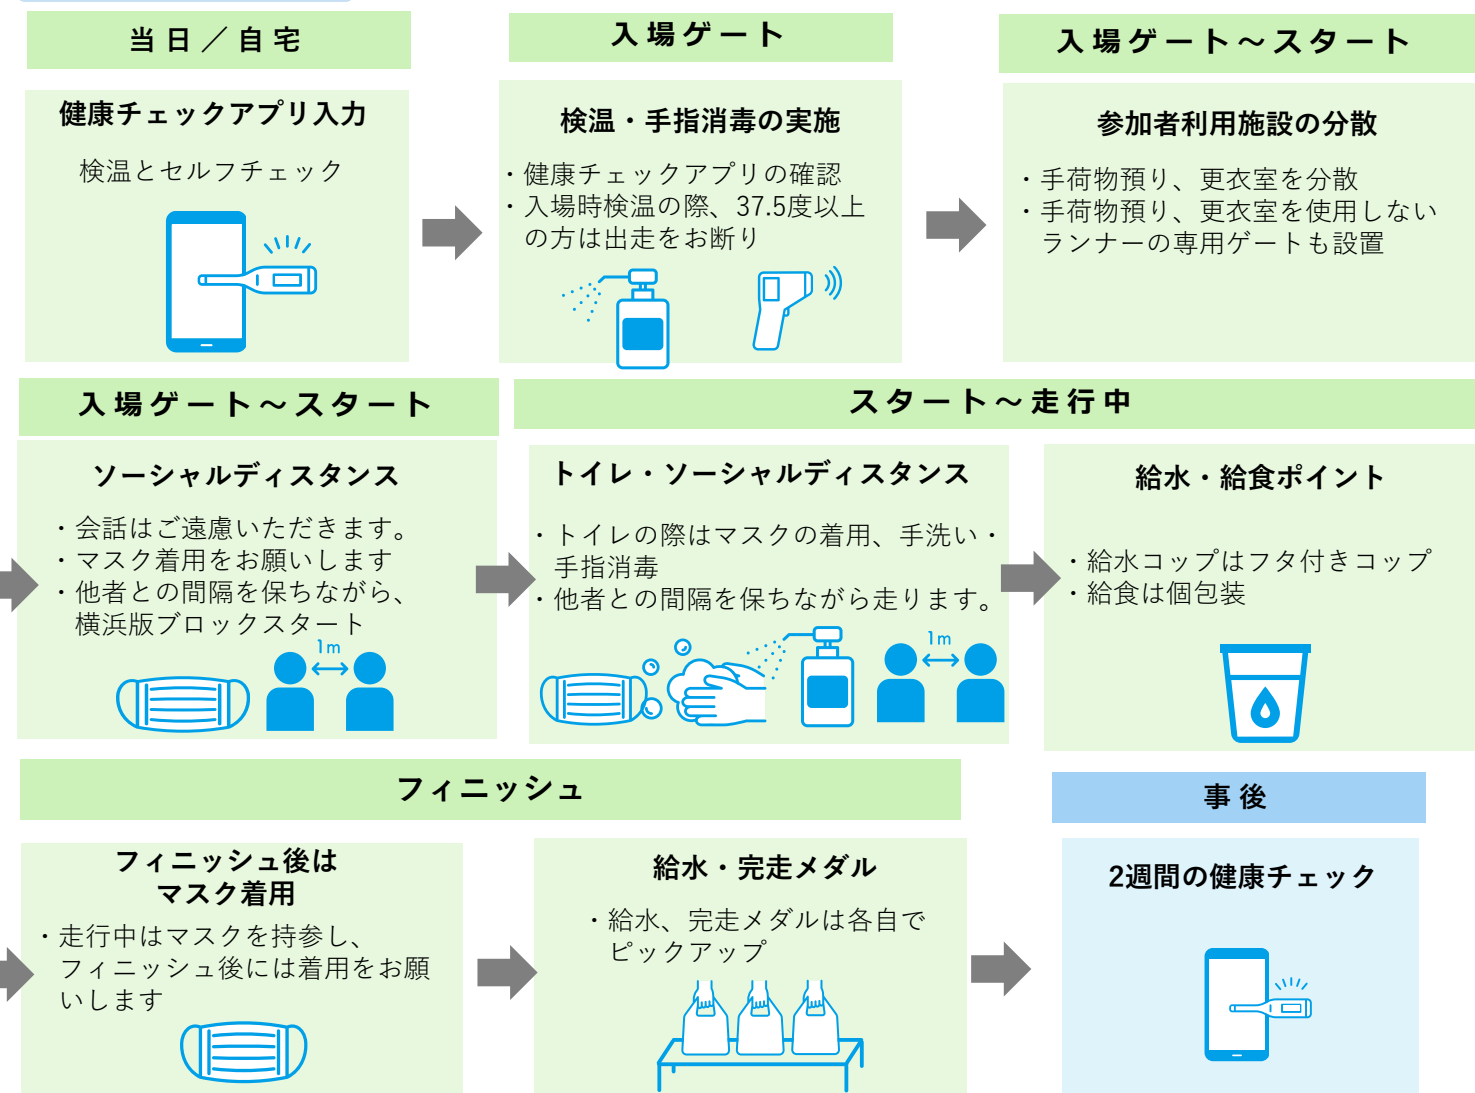 当日／自宅
健康チェックアプリ入力
検温とセルフチェック
入場ゲート
検温・手指消毒の実施
・健康チェックアプリの確認
・入場時検温の際、37.5度以上
の方は出走をお断り
入場ゲート～スタート
参加者利用施設の分散
・手荷物預り、更衣室を分散
・手荷物預り、更衣室を使用しない
ランナーの専用ゲートも設置
入場ゲート～スタート
ソーシャルディスタンス
・会話はご遠慮いただきます。
・マスク着用をお願いします
・他者との間隔を保ちながら、
横浜版ブロックスタート
1m
スタート～走行中
トイレ・ソーシャルディスタンス
・トイレの際はマスクの着用、手洗い・
手指消毒
・他者との間隔を保ちながら走ります。
1m
給水・給食ポイント
・給水コップはフタ付きコップ
・給食は個包装
フィニッシュ
フィニッシュ後は
マスク着用
・走行中はマスクを持参し、
フィニッシュ後には着用をお願
いします
給水・完走メダル
・給水、完走メダルは各自で
ピックアップ
事後
2週間の健康チェック